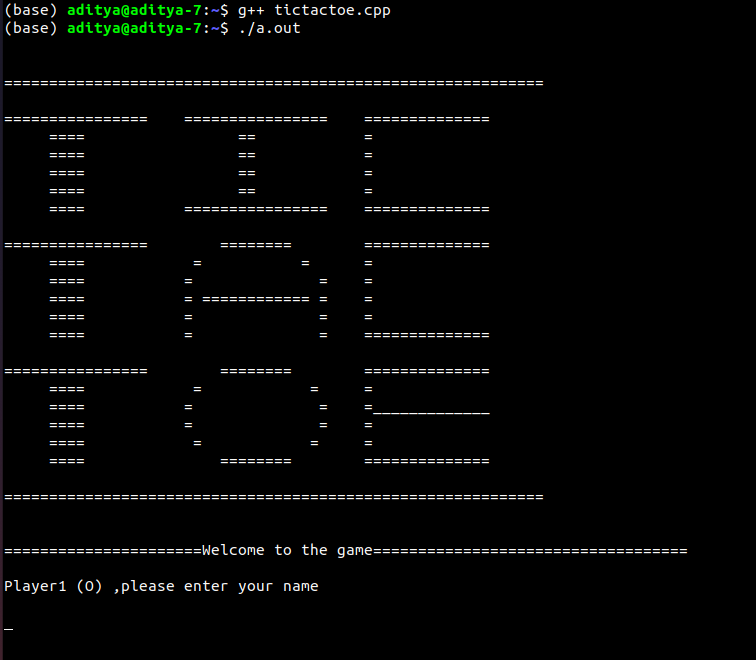 (base) aditya@aditya-7:~$ g++ tictactoe.cpp
(base) aditya@aditya-7:~$ ./a.out
============================================================
================    ================    ==============
     ====                 ==            =
     ====                 ==            =
     ====                 ==            =
     ====                 ==            =
     ====           ================    ==============
================        ========        ==============
     ====            =           =      =
     ====           =              =    =
     ====           = ============ =    =
     ====           =              =    =
     ====           =              =    ==============
================        ========        ==============
     ====            =            =     =
     ====           =              =    =_____________
     ====           =              =    =
     ====            =            =     =
     ====               ========        ==============
============================================================
======================Welcome to the game===================================
Player1 (O) ,please enter your name
_